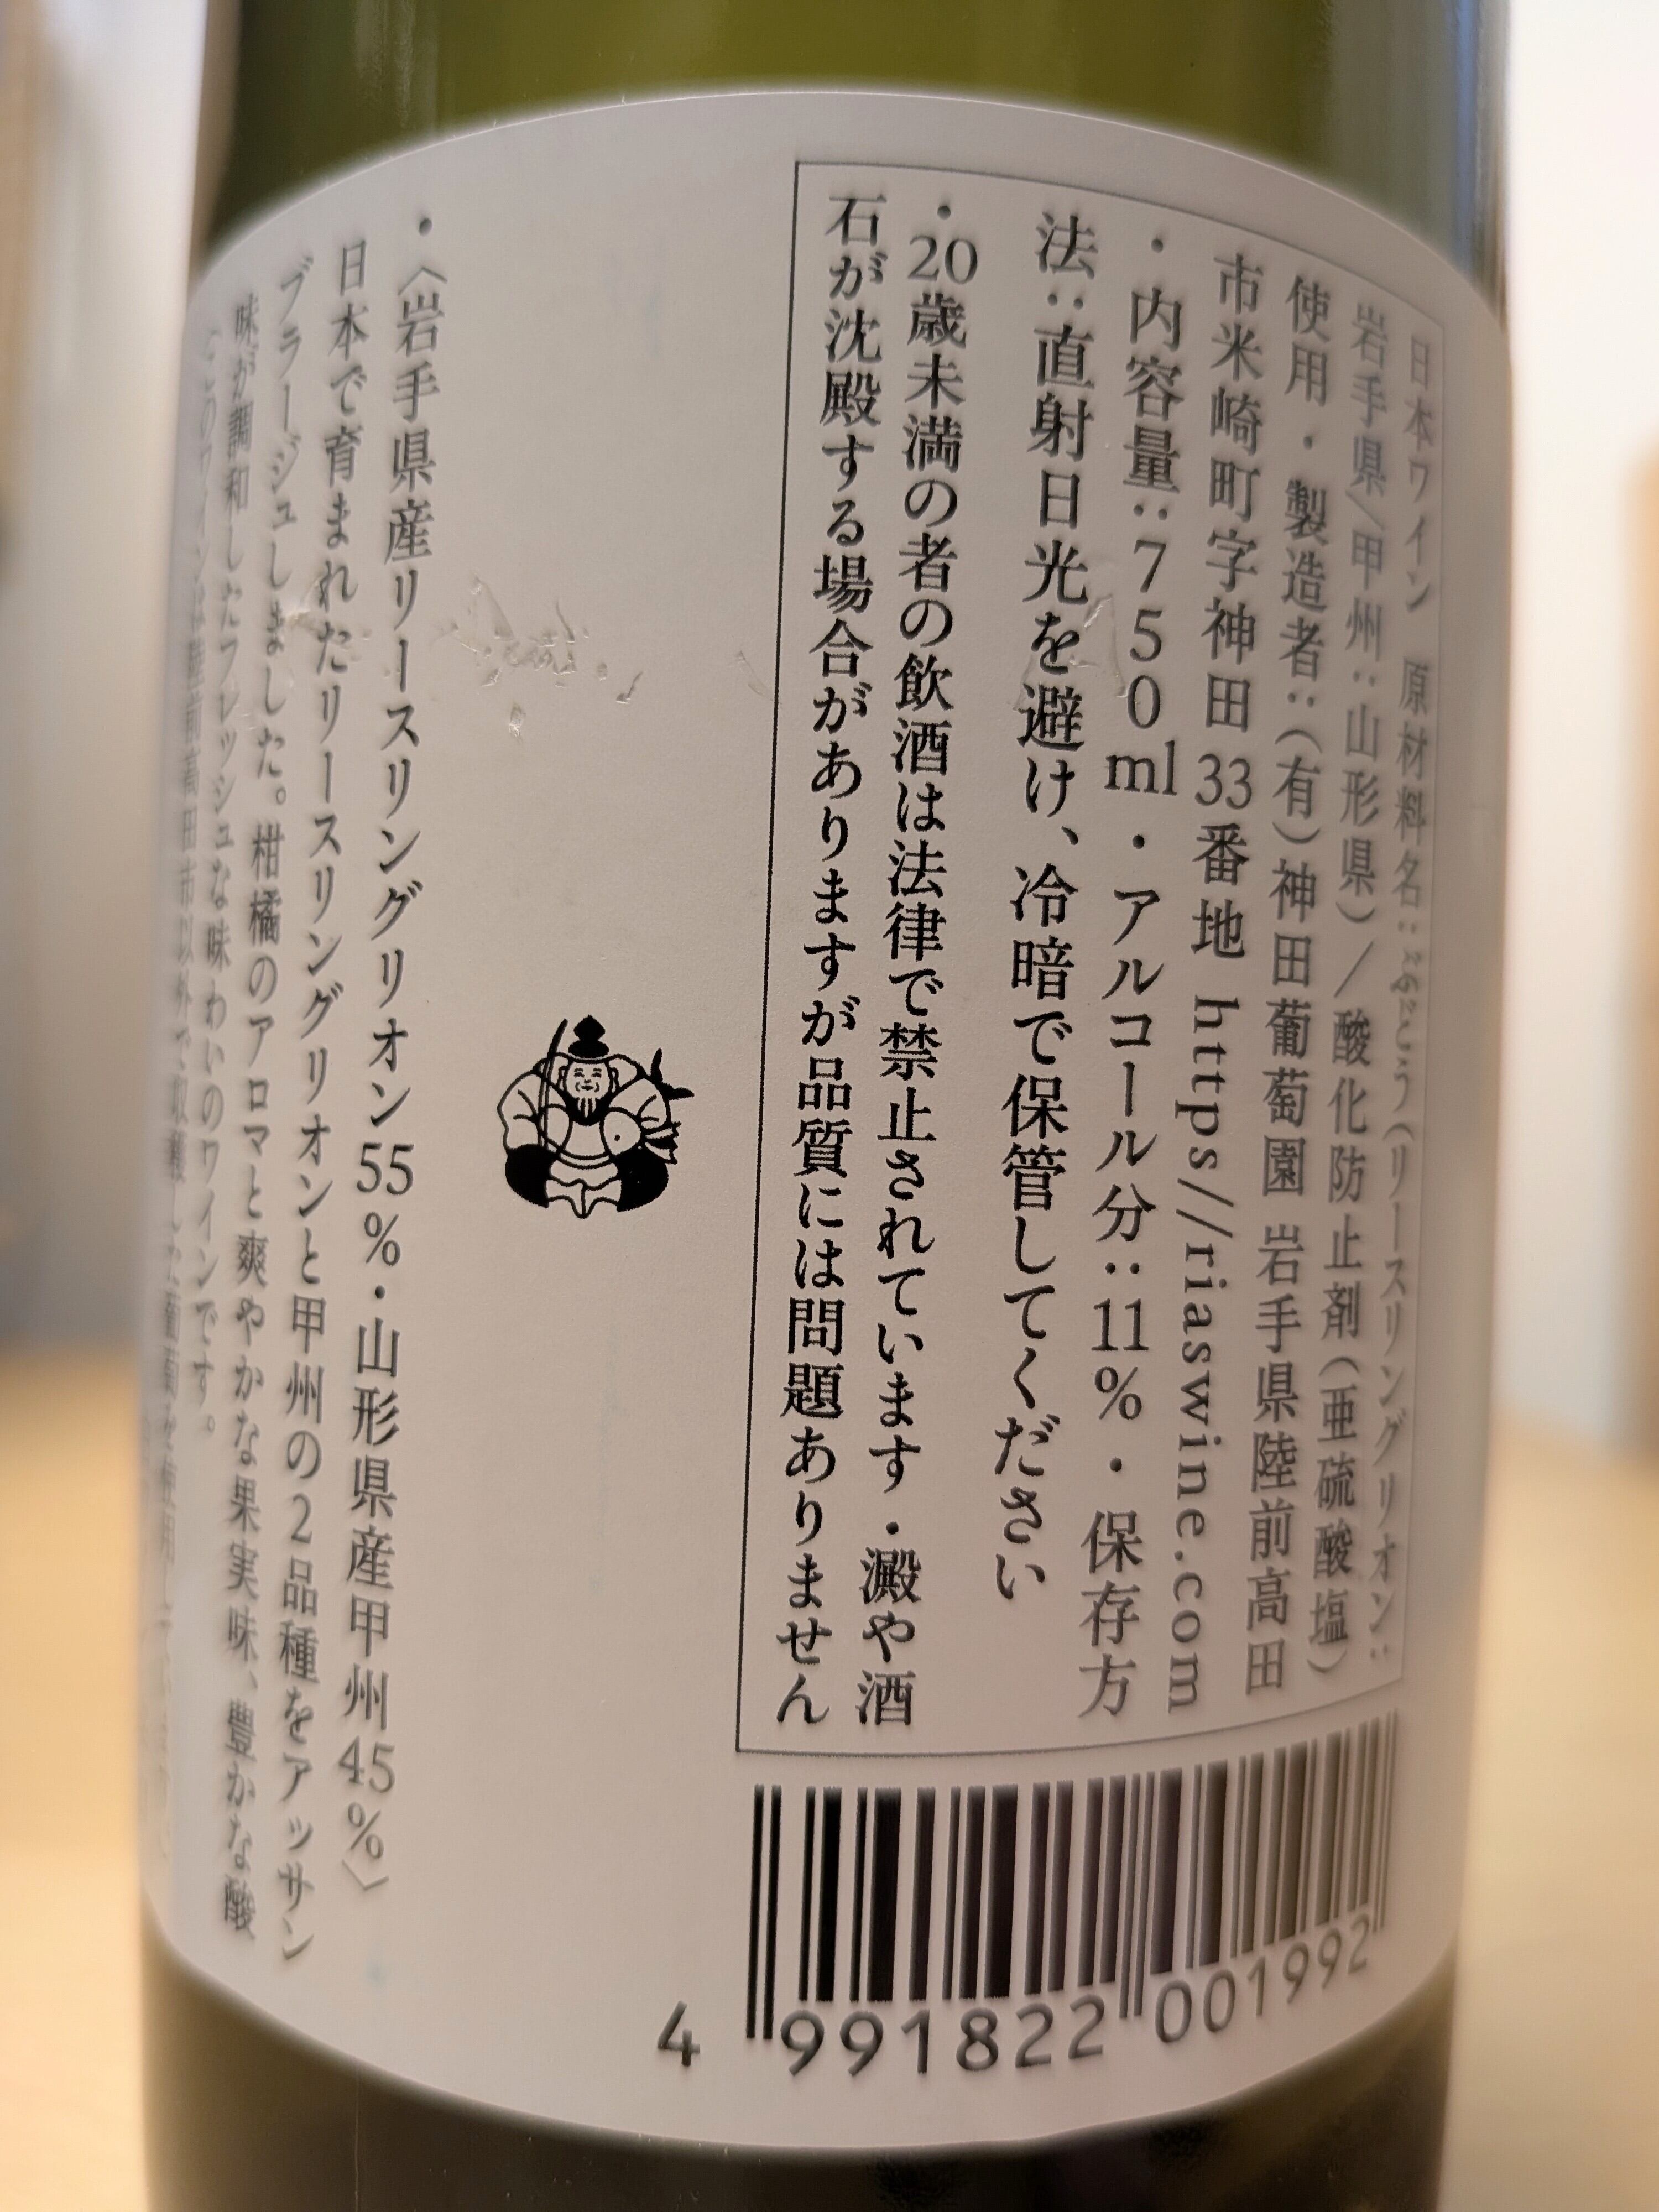 日本ワイン　原材料名：ぶどう（リースリングリオン：
岩手県/甲州：山形県）／酸化防止剤（亜硫酸塩）
使用・製造者：（有）神田葡萄園 岩手県陸前高田
市米崎町字神田33番地 https//riaswine.com
・内容量：750ml・アルコール分：11%・保存方
法：直射日光を避け、冷暗で保管してください
・20歳未満の者の飲酒は法律で禁止されています・澱や酒
石が沈殿する場合がありますが品質には問題ありません
・〈岩手県産リースリングリオン55%・山形県産甲州45%〉
日本で育まれたリースリングリオンと甲州の2品種をアッサン
ブラージュしました。柑橘のアロマと爽やかな果実味、豊かな酸
味が調和したフレッシュな味わいのワインです。
4 991822 001992